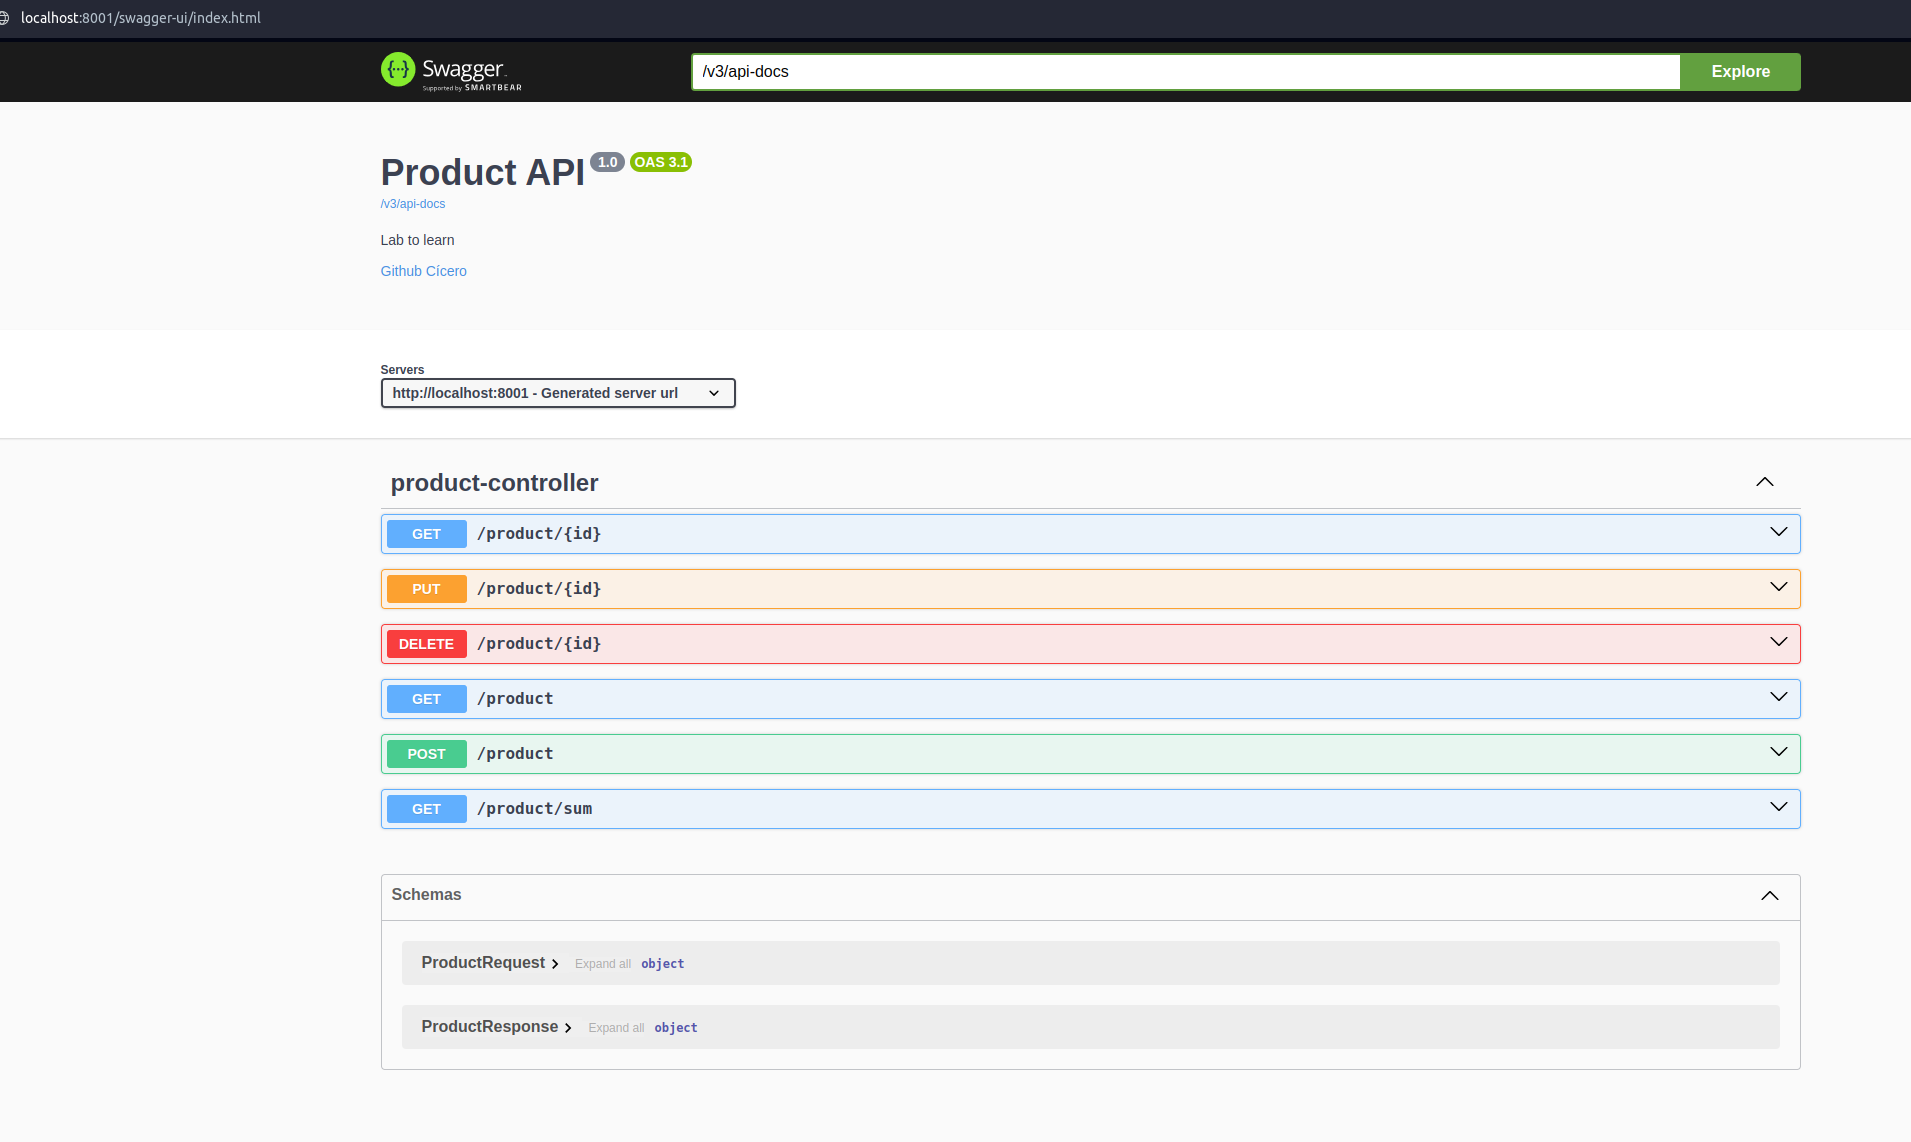 localhost:8001/swagger-ui/index.html
{···} Swagger
Supported by SMARTBEAR
/v3/api-docs
Explore
Product API 1.0 OAS 3.1
/v3/api-docs
Lab to learn
Github Cícero
Servers
http://localhost:8001 - Generated server url
product-controller
GET /product/{id}
PUT /product/{id}
DELETE /product/{id}
GET /product
POST /product
GET /product/sum
Schemas
ProductRequest Expand all object
ProductResponse Expand all object